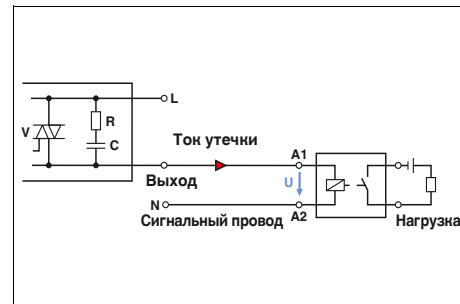 L
R
V
C
Ток утечки
A1
Выход
U
N
A2
Сигнальный провод
Нагрузка